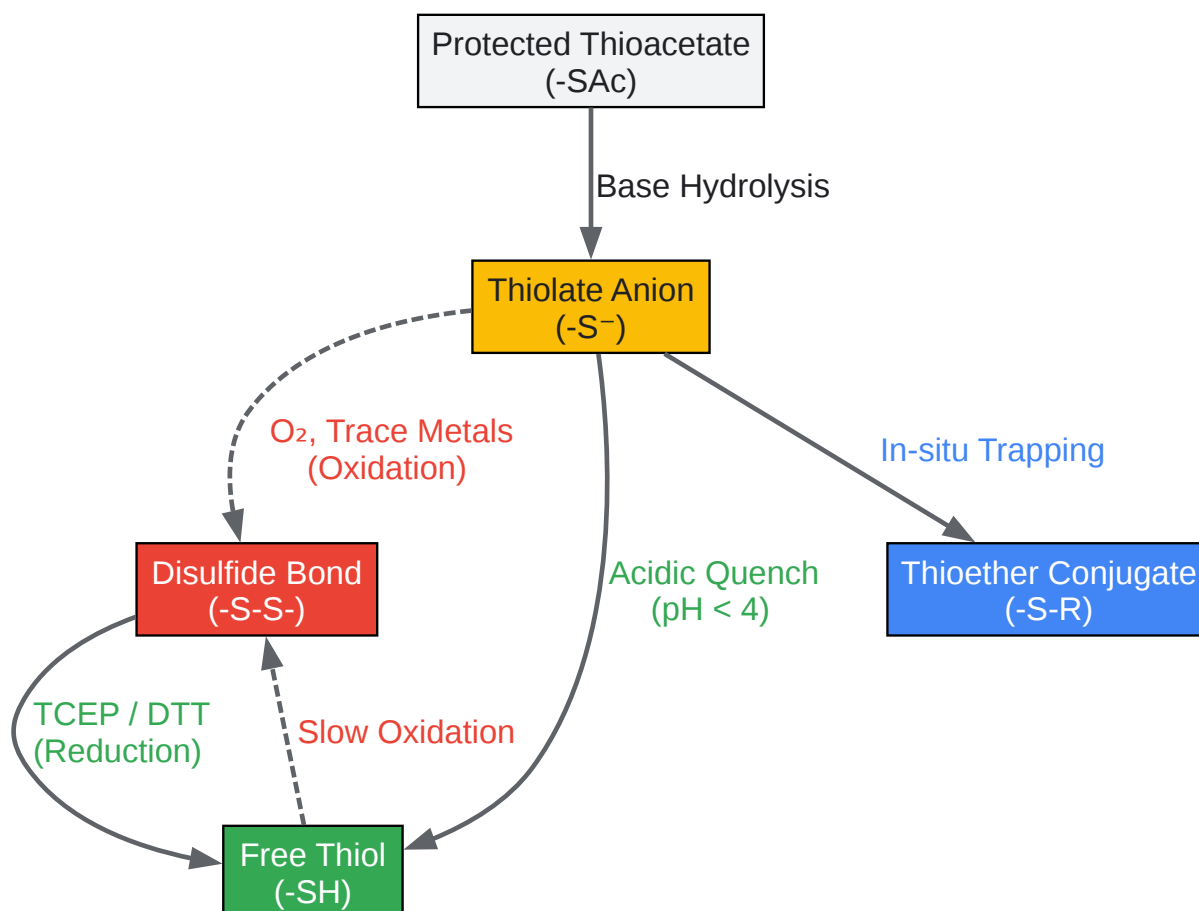 Protected Thioacetate
(-SAc)
Base Hydrolysis
Thiolate Anion
(-S⁻)
O₂, Trace Metals
(Oxidation)
In-situ Trapping
Disulfide Bond
(-S-S-)
Acidic Quench
(pH < 4)
Thioether Conjugate
(-S-R)
TCEP / DTT
(Reduction)
Slow Oxidation
Free Thiol
(-SH)